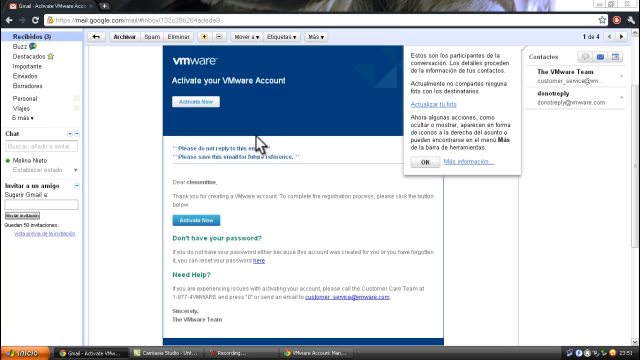 Gmail - Activate VMware Accou
https://mail.google.com/mail/#inbox/132c28b264adede8
Recibidos (3)
Buzz
Destacados
Importante
Enviados
Borradores
Personal
Viajes
6 más
Chat
Buscar, añadir o invitar
Melina Nieto
Establecer estado
Invitar a un amigo
Sugerir Gmail a:
Enviar invitación
Quedan 50 invitaciones.
vista previa de la invitación
Archivar
Spam
Eliminar
Mover a
Etiquetas
Más
1 de 4
vmware
Activate your VMware Account
Activate Now
** Please do not reply to this
** Please save this email for future reference. **
Dear clementine,
Thank you for creating a VMware account. To complete the registration process, please click the button
below:
Activate Now
Don't have your password?
If you do not have your password either because this account was created for you or you have forgotten
it, you can reset your password here.
Need Help?
If you are experiencing issues with activating your account, please call the Customer Care Team at
1-877-4VMWARE and press "0" or send an email to customer_service@vmware.com.
Sincerely,
The VMware Team
Estos son los participantes de la
conversación. Los detalles proceden
de la información de tus contactos.
Actualmente no compartes ninguna
foto con los destinatarios.
Actualizar tu foto
Ahora algunas acciones, como
ocultar o mostrar, aparecen en forma
de iconos a la derecha del asunto o
pueden encontrarse en el menú Más
de la barra de herramientas.
OK
Más información...
Contactos
The VMware Team
customer_service@vm...
donotreply
donotreply@vmware.com
Inicio
Gmail - Activate VMw...
Camtasia Studio - Unt...
Recording...
VMware Account Man...
23:51